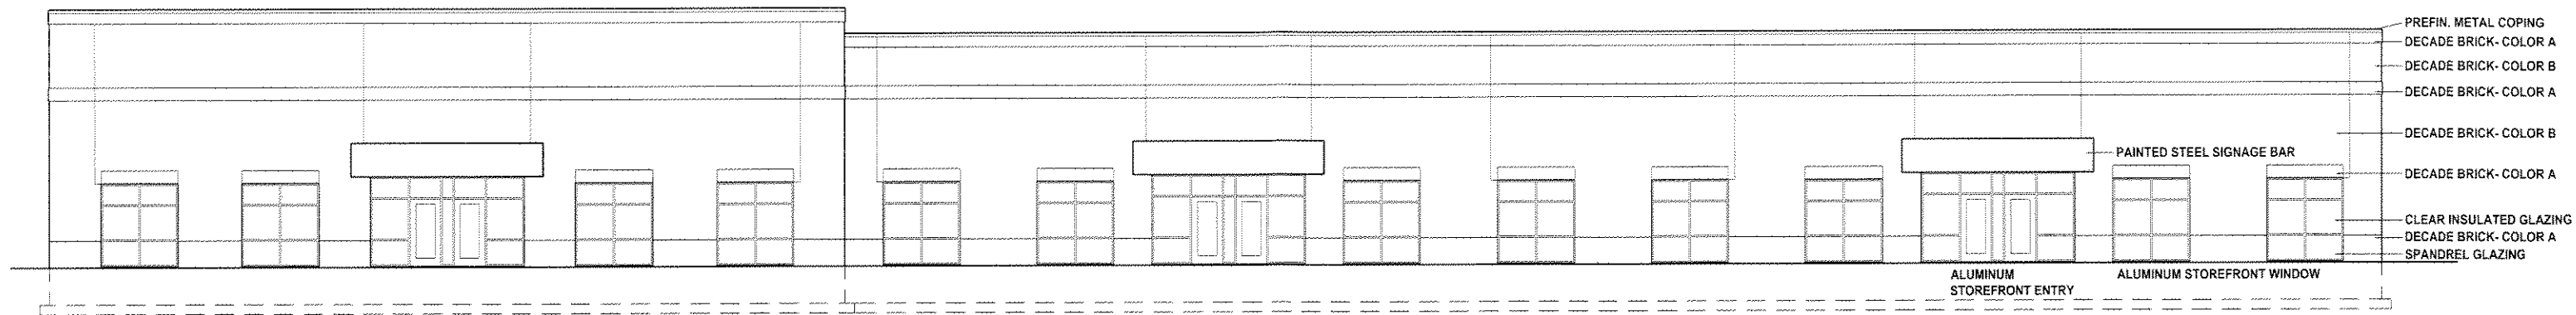 PREFIN. METAL COPING
DECADE BRICK- COLOR A
DECADE BRICK- COLOR B
DECADE BRICK- COLOR A
DECADE BRICK- COLOR B
PAINTED STEEL SIGNAGE BAR
DECADE BRICK- COLOR A
CLEAR INSULATED GLAZING
DECADE BRICK- COLOR A
SPANDREL GLAZING
ALUMINUM
STOREFRONT ENTRY
ALUMINUM STOREFRONT WINDOW